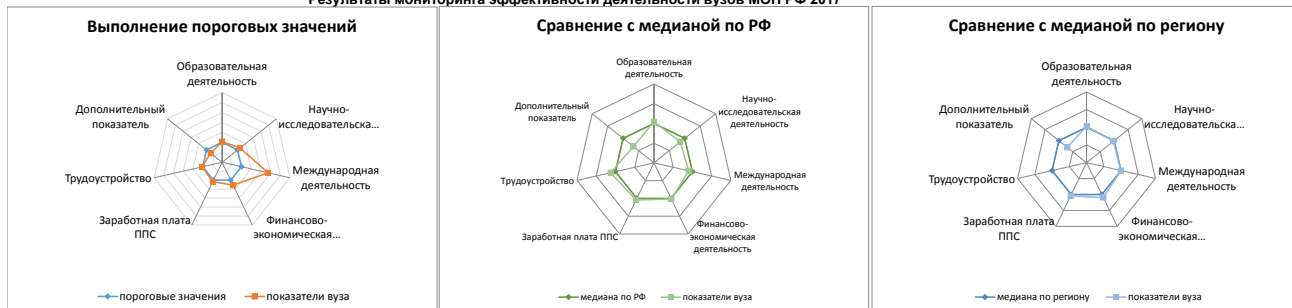 Результаты мониторинга эффективности деятельности вузов МОН РФ 2017
Выполнение пороговых значений
Образовательная
деятельность
Научно-
исследовательска...
Международная
деятельность
Финансово-
экономическая...
Заработная плата
ППС
Трудоустройство
Дополнительный
показатель
пороговые значения
показатели вуза
Сравнение с медианой по РФ
Образовательная
деятельность
Научно-
исследовательская
деятельность
Международная
деятельность
Финансово-
экономическая
деятельность
Заработная плата ППС
Трудоустройство
Дополнительный
показатель
медиана по РФ
показатели вуза
Сравнение с медианой по региону
Образовательная
деятельность
Научно-
исследовательска...
Международная
деятельность
Финансово-
экономическая...
Заработная плата
ППС
Трудоустройство
Дополнительный
показатель
медиана по региону
показатели вуза